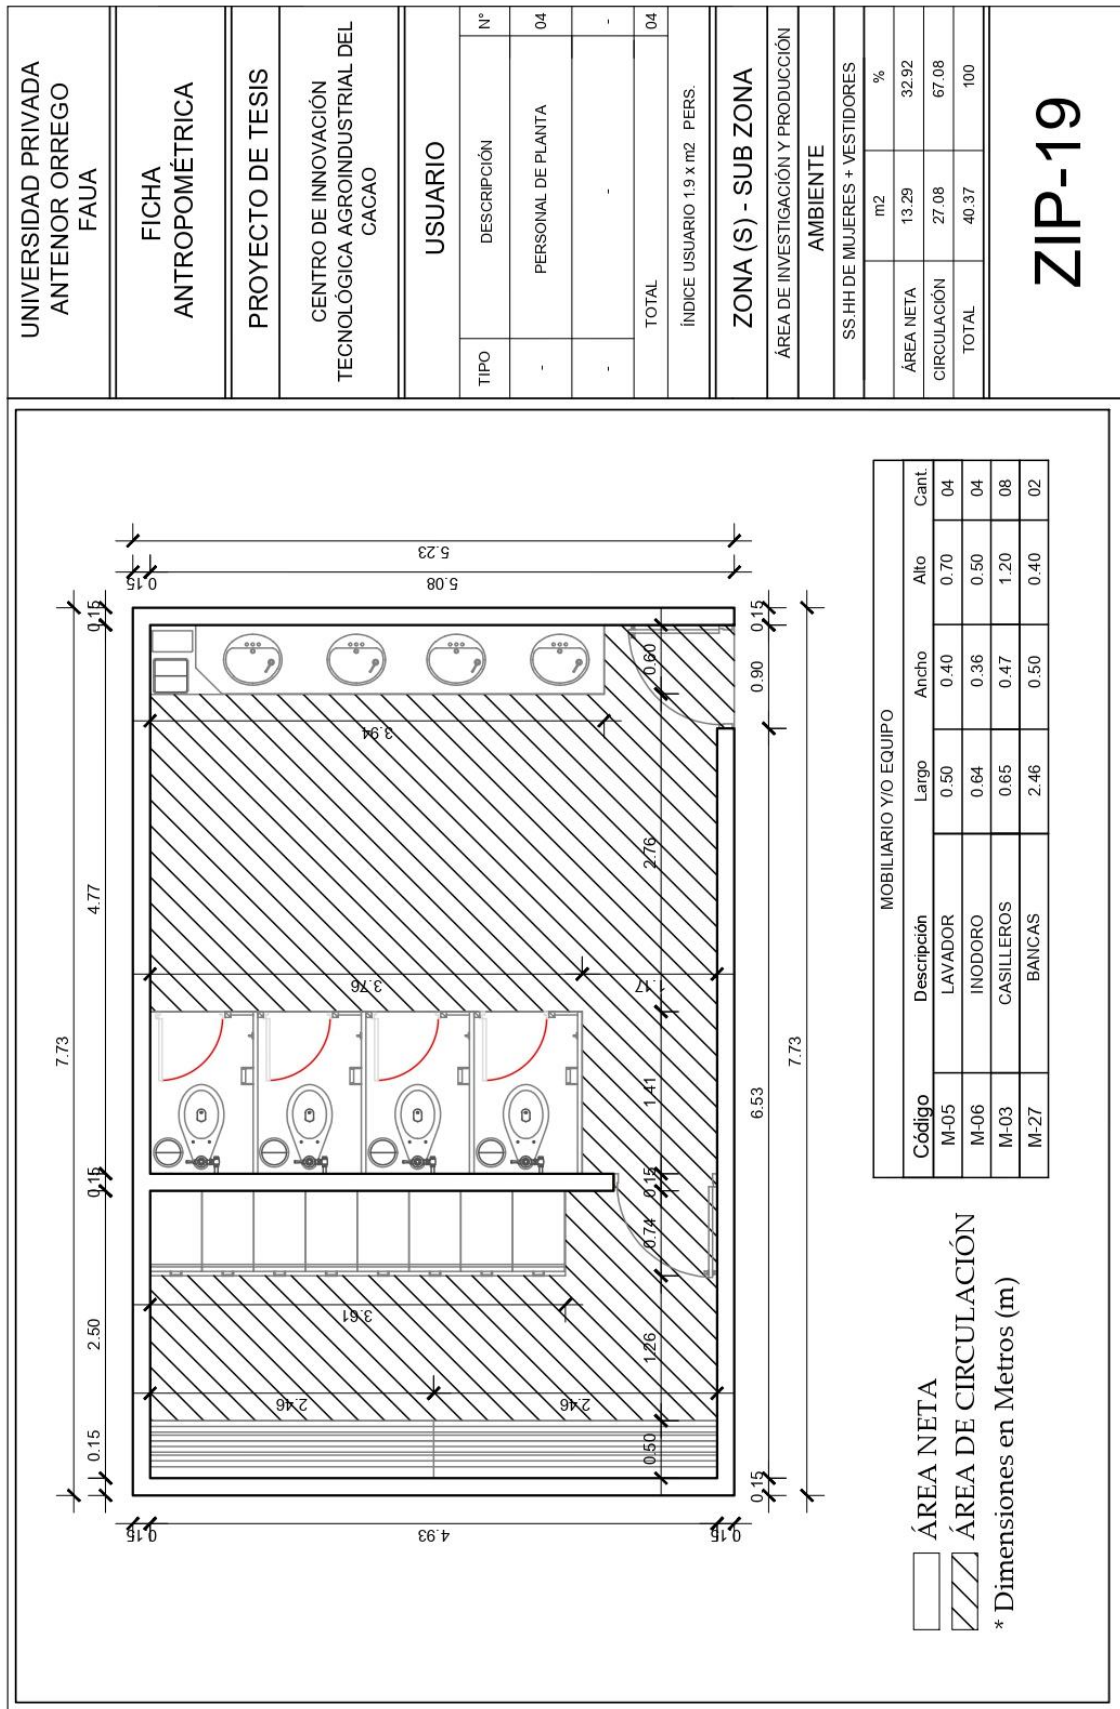 UNIVERSIDAD PRIVADA
ANTENOR ORREGO
FAUA
FICHA
ANTROPOMÉTRICA
PROYECTO DE TESIS
CENTRO DE INNOVACIÓN
TECNOLÓGICA AGROINDUSTRIAL DEL
CACAO
USUARIO
TIPO DESCRIPCIÓN N°
- PERSONAL DE PLANTA 04
- - -
TOTAL 04
ÍNDICE USUARIO 1.9 x m2 PERS.
ZONA (S) - SUB ZONA
ÁREA DE INVESTIGACIÓN Y PRODUCCIÓN
AMBIENTE
SS.HH DE MUJERES + VESTIDORES
m2 %
ÁREA NETA 13.29 32.92
CIRCULACIÓN 27.08 67.08
TOTAL 40.37 100
ZIP-19
7.73
0.15 2.50 0.15 4.77 0.15
0.15 4.93 0.15
0.15 5.08
5.23
2.46 2.46
3.61
3.76 1.17
3.94
0.50 1.26 0.74 0.15 1.41 2.76 0.60
0.15 6.53 0.90 0.15
7.73
MOBILIARIO Y/O EQUIPO
Código Descripción Largo Ancho Alto Cant.
M-05 LAVADOR 0.50 0.40 0.70 04
M-06 INODORO 0.64 0.36 0.50 04
M-03 CASILLEROS 0.65 0.47 1.20 08
M-27 BANCAS 2.46 0.50 0.40 02
ÁREA NETA
ÁREA DE CIRCULACIÓN
* Dimensiones en Metros (m)